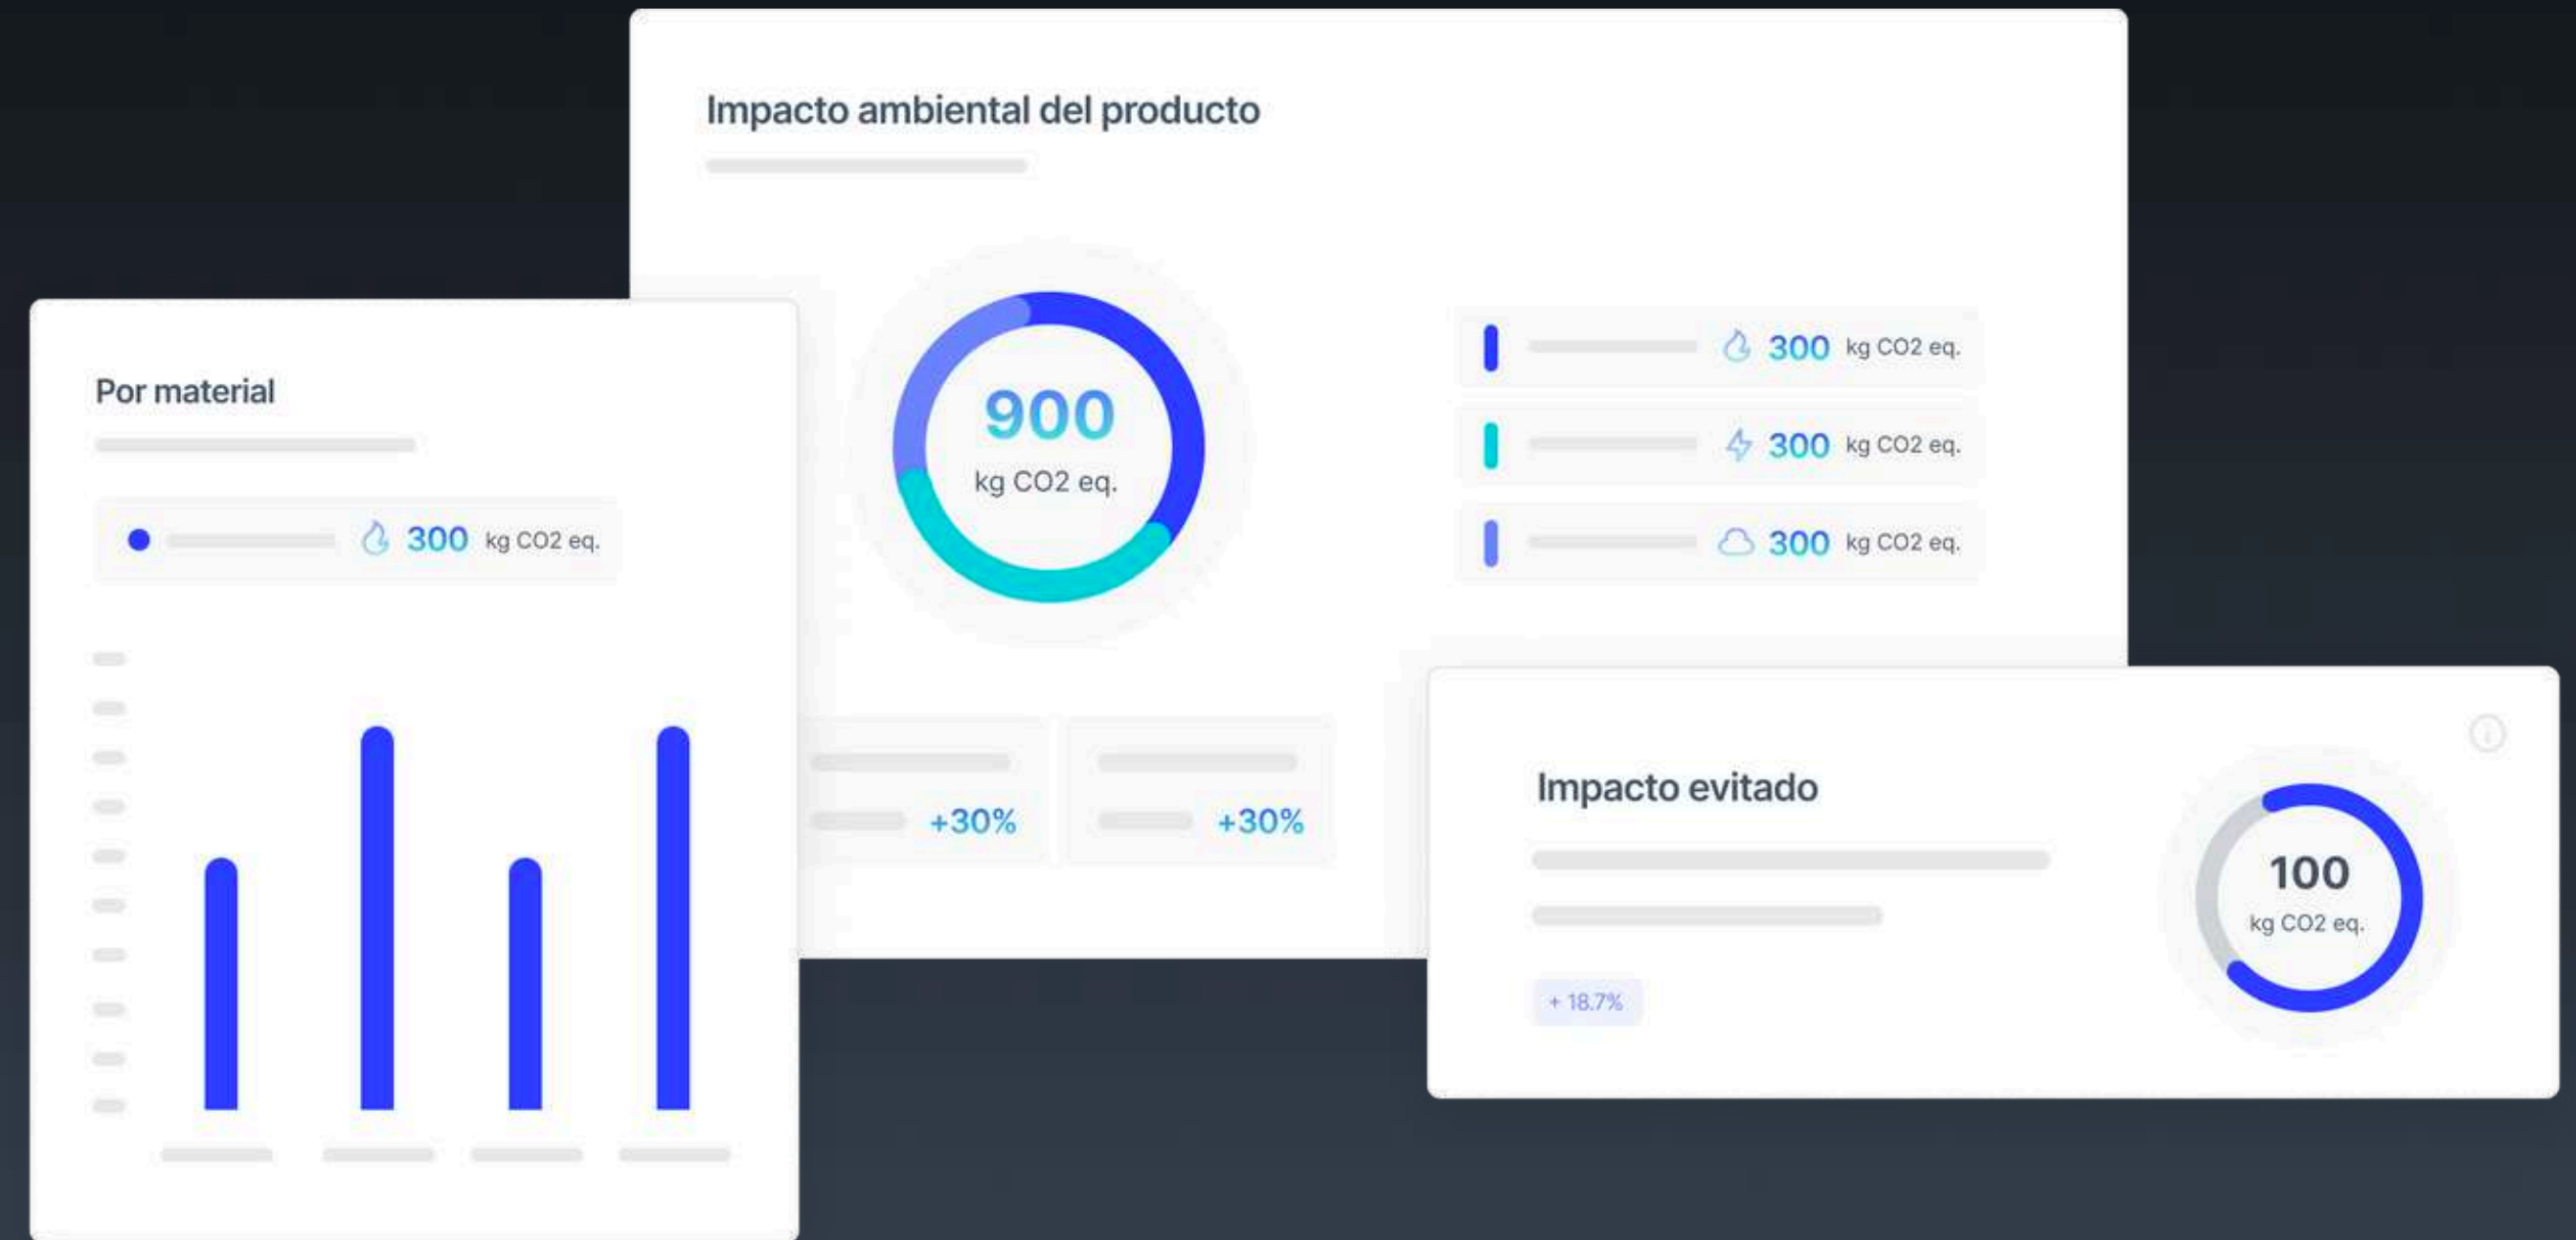 Impacto ambiental del producto
900
kg CO2 eq.
300 kg CO2 eq.
300 kg CO2 eq.
300 kg CO2 eq.
+30%
+30%
Por material
300 kg CO2 eq.
Impacto evitado
100
kg CO2 eq.
+ 18.7%